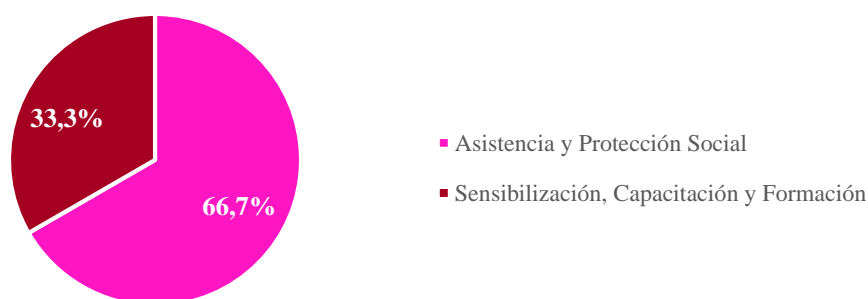 33,3%
66,7%
Asistencia y Protección Social
Sensibilización, Capacitación y Formación